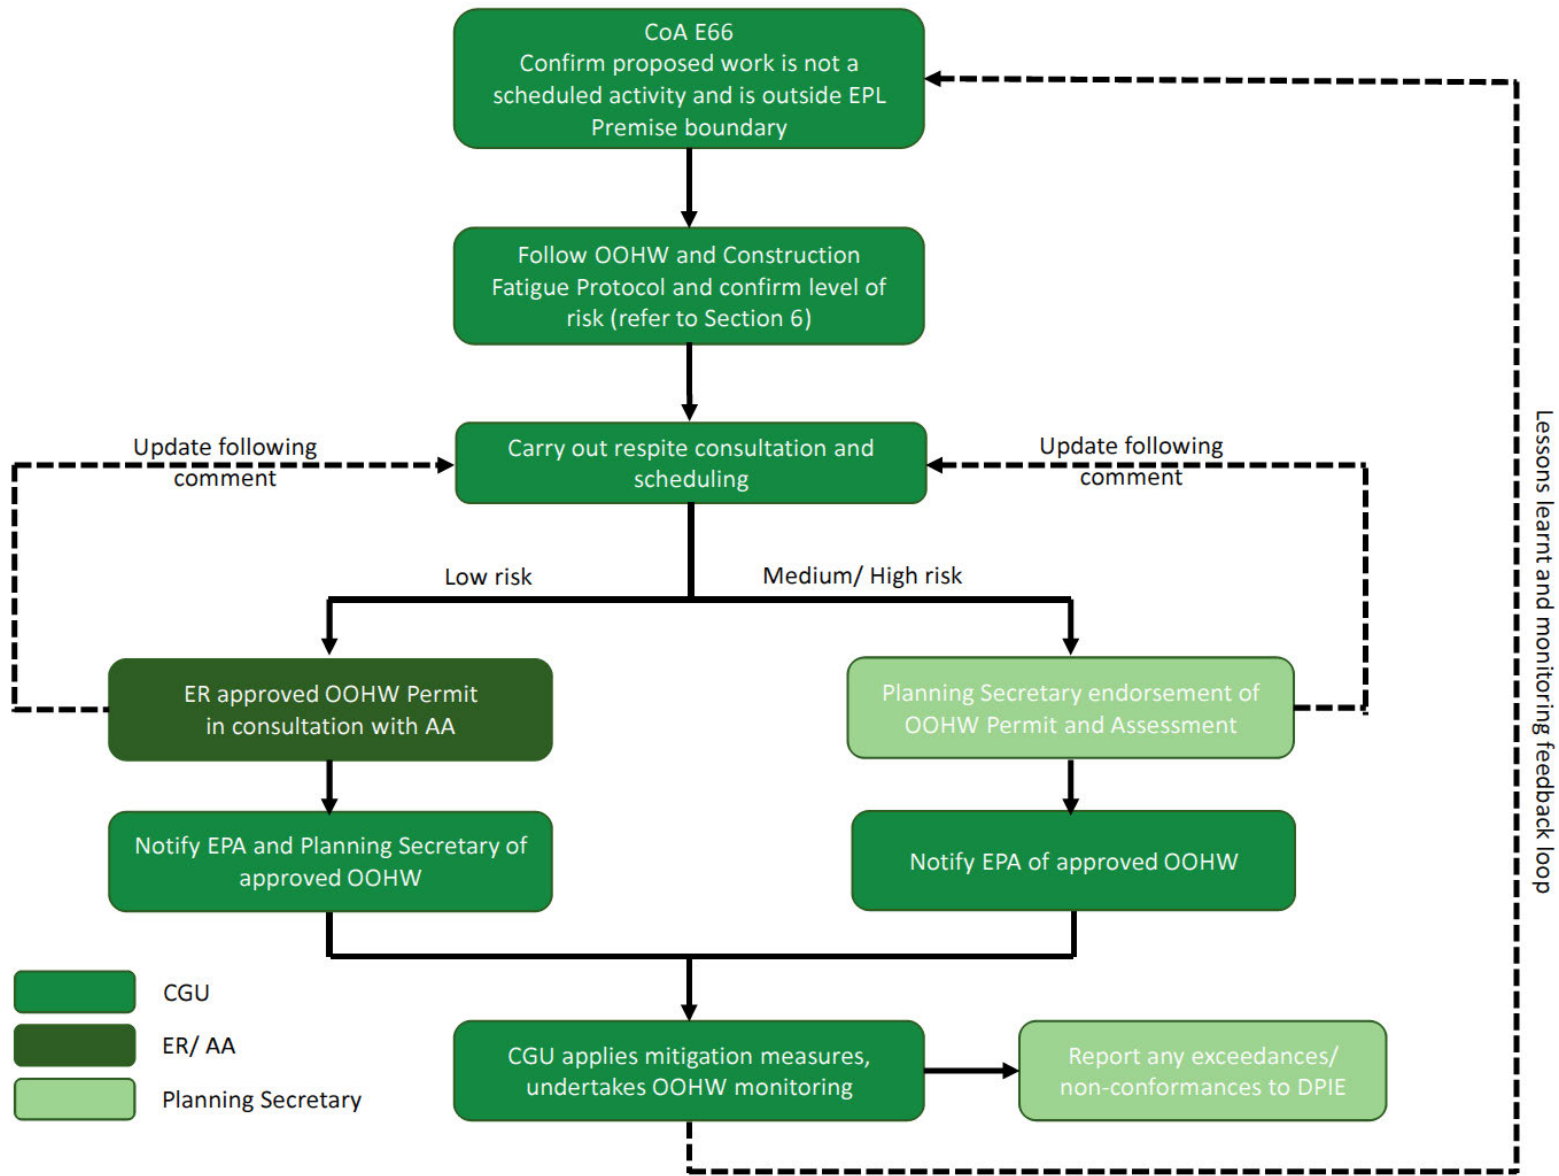 CoA E66
Confirm proposed work is not a
scheduled activity and is outside EPL
Premise boundary
Follow OOHW and Construction
Fatigue Protocol and confirm level of
risk (refer to Section 6)
Update following
comment
Carry out respite consultation and
scheduling
Update following
comment
Lessons learnt and monitoring feedback loop
Low risk
Medium/ High risk
ER approved OOHW Permit
in consultation with AA
Planning Secretary endorsement of
OOHW Permit and Assessment
Notify EPA and Planning Secretary of
approved OOHW
Notify EPA of approved OOHW
CGU
ER/ AA
Planning Secretary
CGU applies mitigation measures,
undertakes OOHW monitoring
Report any exceedances/
non-conformances to DPIE